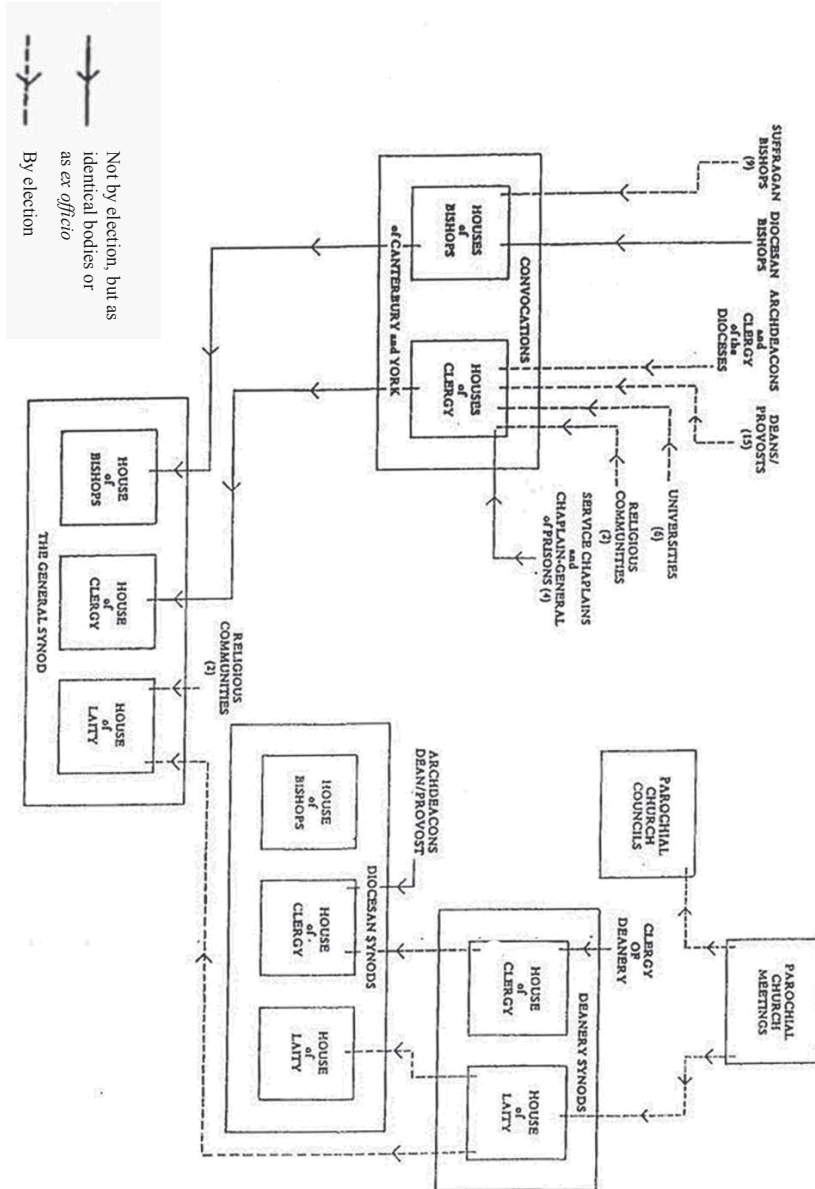 SUFFRAGAN
BISHOPS
(9)
DIOCESAN
BISHOPS
ARCHDEACONS
and
CLERGY
of the
DIOCESES
DEANS/
PROVOSTS
(15)
UNIVERSITIES
(6)
RELIGIOUS
COMMUNITIES
(2)
SERVICE CHAPLAINS
and
CHAPLAIN-GENERAL
of PRISONS (4)
CONVOCATIONS
HOUSES
of
BISHOPS
HOUSES
of
CLERGY
of CANTERBURY and YORK
PAROCHIAL
CHURCH
MEETINGS
PAROCHIAL
CHURCH
COUNCILS
CLERGY
OF
DEANERY
DEANERY SYNODS
HOUSE
of
CLERGY
HOUSE
of
LAITY
ARCHDEACONS
DEAN/PROVOST
DIOCESAN SYNODS
HOUSE
of
BISHOPS
HOUSE
of
CLERGY
HOUSE
of
LAITY
RELIGIOUS
COMMUNITIES
(2)
HOUSE
of
BISHOPS
HOUSE
of
CLERGY
HOUSE
of
LAITY
THE GENERAL SYNOD
Not by election, but as
identical bodies or
as ex officio
By election